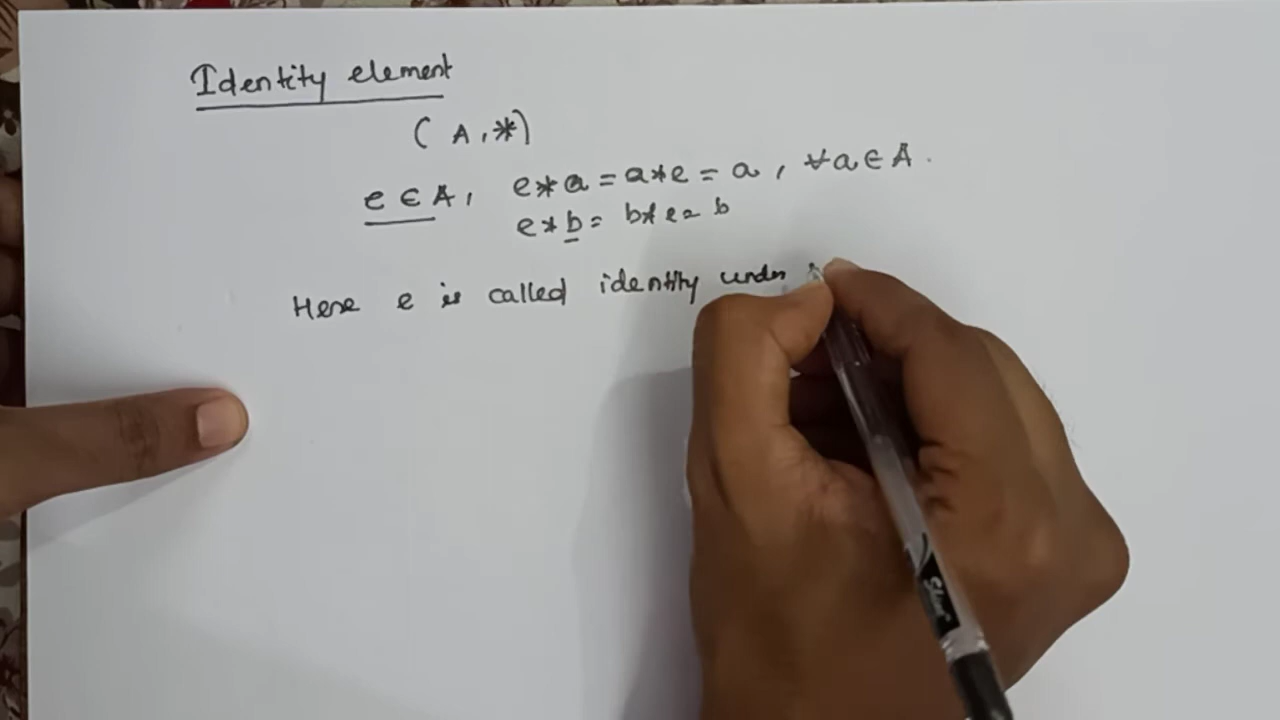 Identity element
(A, *)
e ∈ A, e * a = a * e = a, ∀ a ∈ A.
e * b = b * e = b
Here e is called identity under